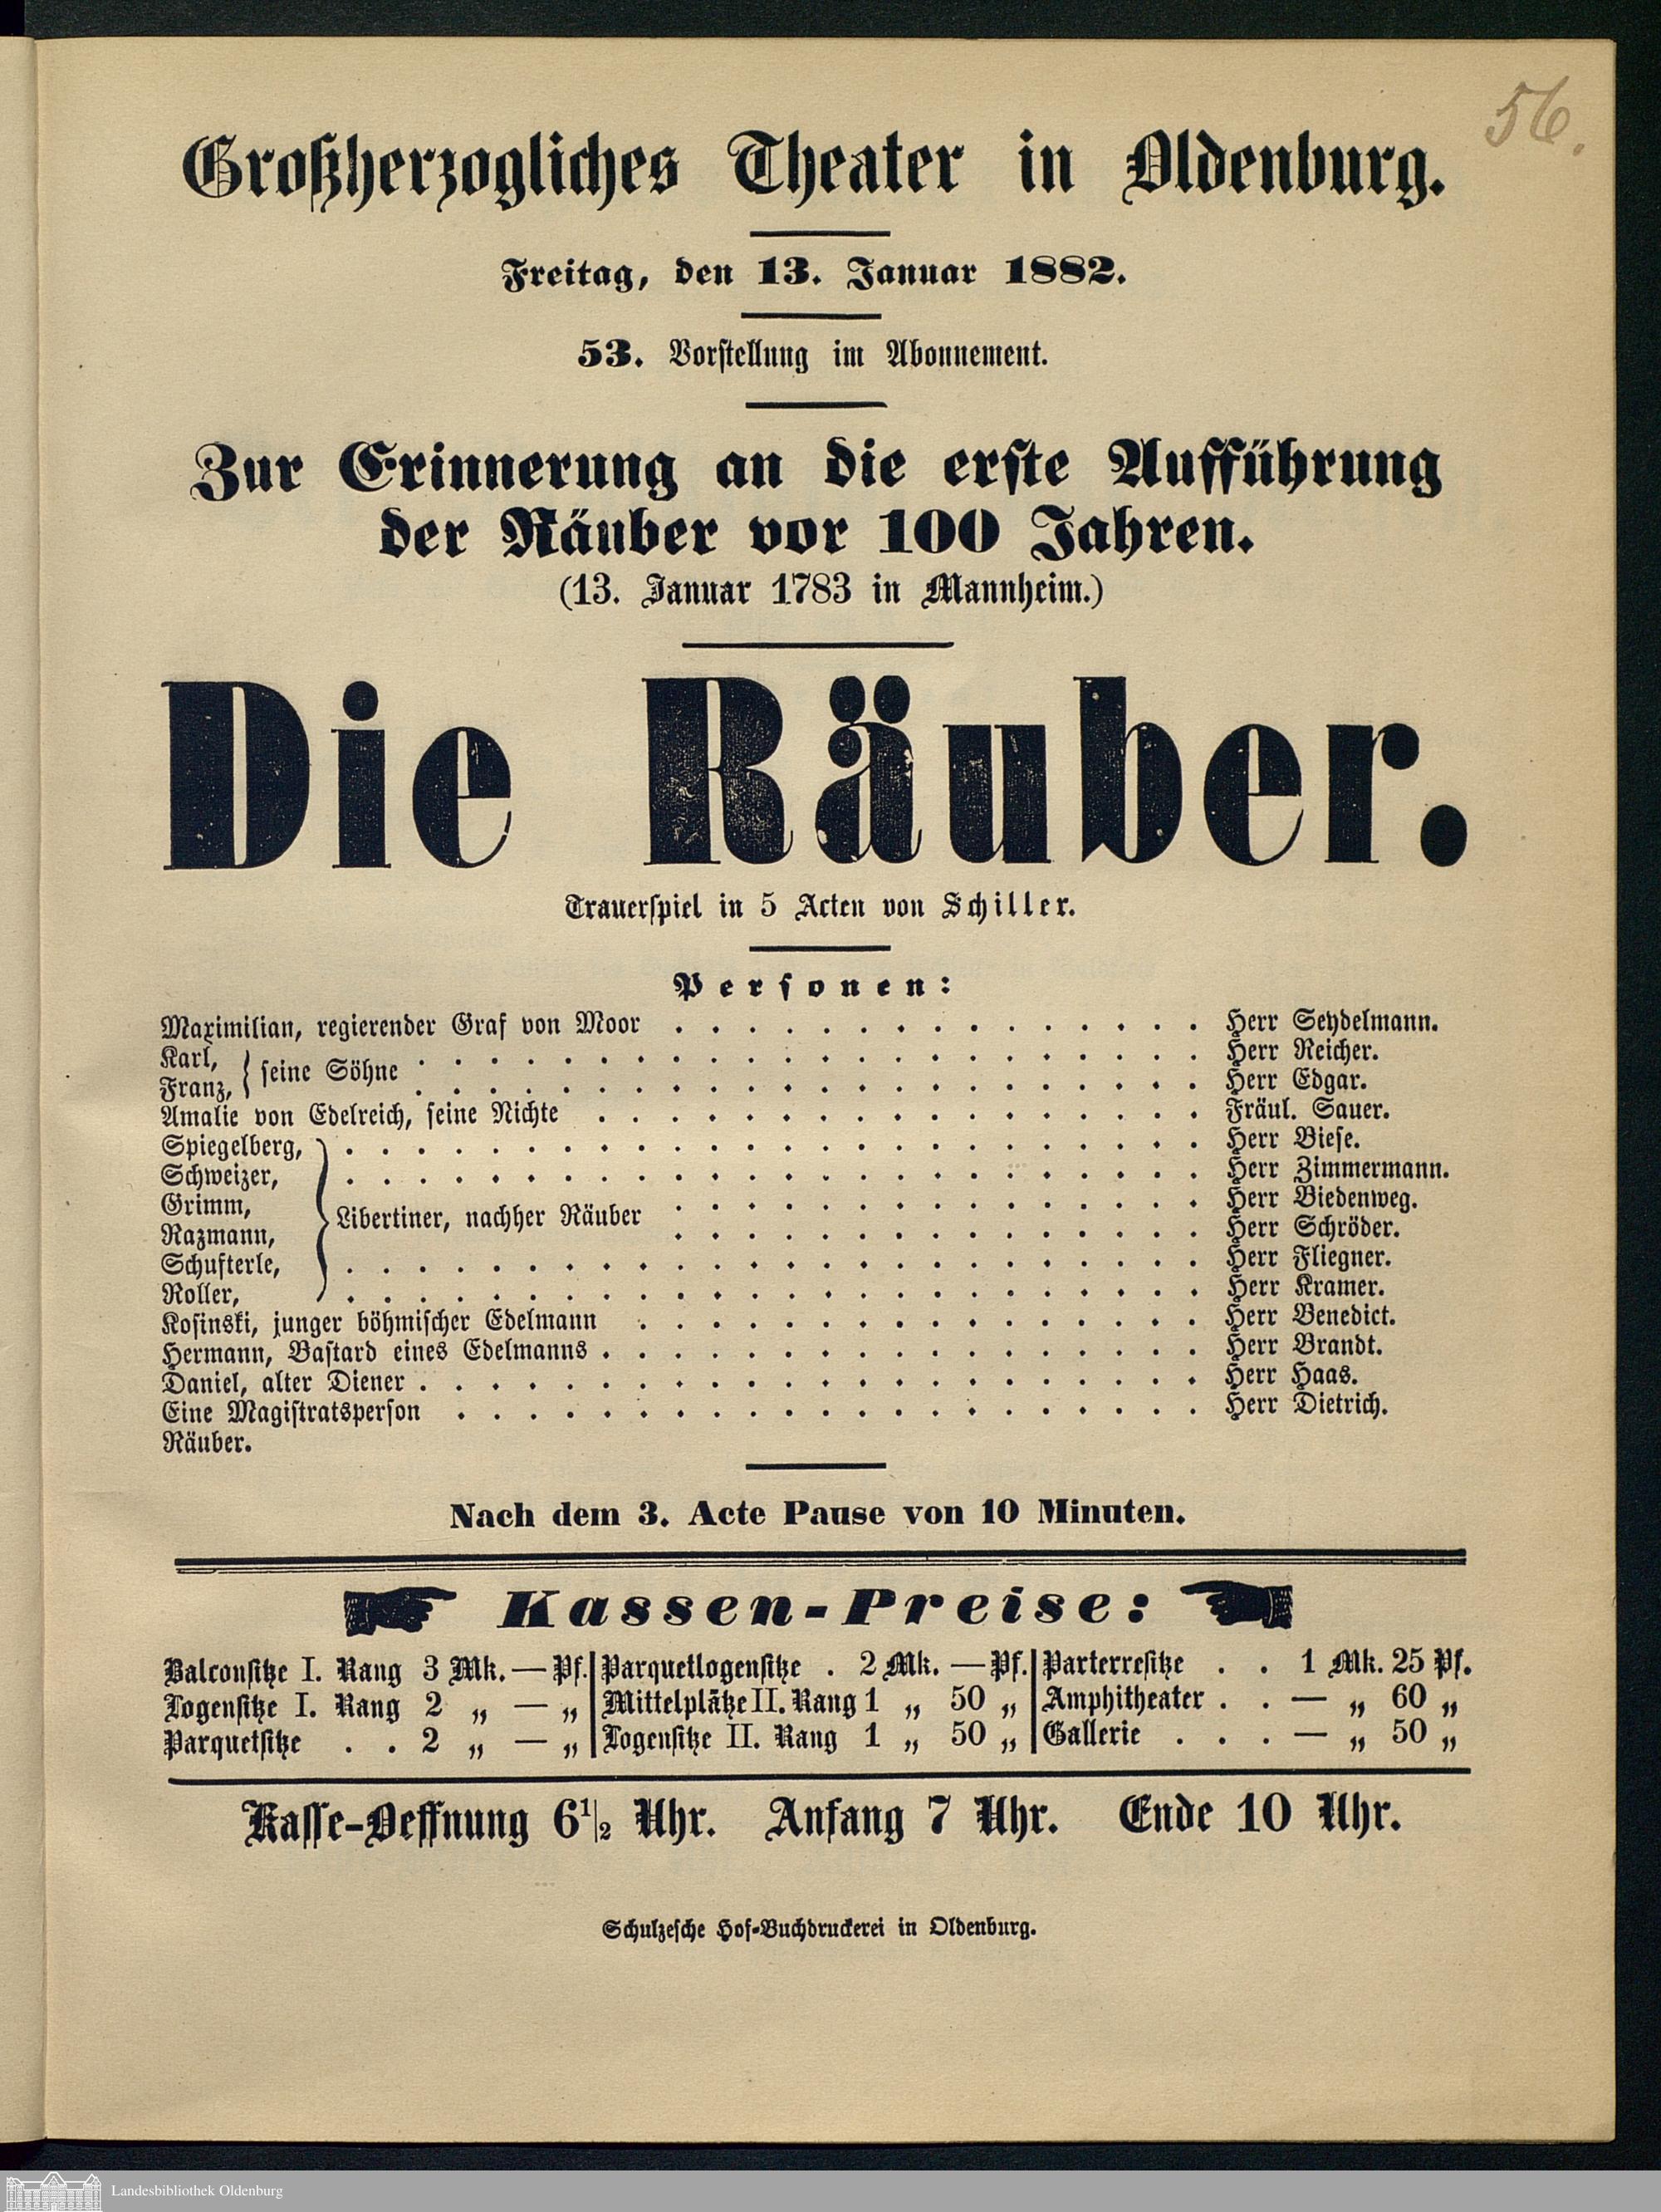 56.
Großherzogliches Theater in Oldenburg.
Freitag, den 13. Januar 1882.
53. Vorstellung im Abonnement.
Zur Erinnerung an die erste Aufführung
der Räuber vor 100 Jahren.
(13. Januar 1783 in Mannheim.)
Die Räuber.
Trauerspiel in 5 Acten von Schiller.
Personen:
Maximilian, regierender Graf von Moor . . . . . . . . . . . . . . . Herr Seydelmann.
Karl, } seine Söhne . . . . . . . . . . . . . . . . . . . . . . Herr Reicher.
Franz, . . . . . . . . . . . . . . . . . . . . . . Herr Edgar.
Amalie von Edelreich, seine Nichte . . . . . . . . . . . . . . . . . Fräul. Sauer.
Spiegelberg, . . . . . . . . . . . . . . . . . . . . . . . . Herr Biese.
Schweizer, . . . . . . . . . . . . . . . . . . . . . . . . Herr Zimmermann.
Grimm, } Libertiner, nachher Räuber . . . . . . . . . . . . . . . Herr Biedenweg.
Razmann, . . . . . . . . . . . . . . . Herr Schröder.
Schufterle, . . . . . . . . . . . . . . . . . . . . . . . . Herr Fliegner.
Roller, . . . . . . . . . . . . . . . . . . . . . . . . Herr Kramer.
Kosinski, junger böhmischer Edelmann . . . . . . . . . . . . . . . . Herr Benedict.
Hermann, Bastard eines Edelmanns . . . . . . . . . . . . . . . . . Herr Brandt.
Daniel, alter Diener . . . . . . . . . . . . . . . . . . . . . . Herr Haas.
Eine Magistratsperson . . . . . . . . . . . . . . . . . . . . . Herr Dietrich.
Räuber.
Nach dem 3. Acte Pause von 10 Minuten.
Kassen-Preise:
Balconsitze I. Rang 3 Mk. — Pf. | Parquetlogensitze . 2 Mk. — Pf. | Parterresitze . . 1 Mk. 25 Pf.
Logensitze I. Rang 2 „ — „ | Mittelplätze II. Rang 1 „ 50 „ | Amphitheater . . — „ 60 „
Parquetsitze . . 2 „ — „ | Logensitze II. Rang 1 „ 50 „ | Gallerie . . . — „ 50 „
Kasse-Oeffnung 6½ Uhr. Anfang 7 Uhr. Ende 10 Uhr.
Schulzesche Hof-Buchdruckerei in Oldenburg.
Landesbibliothek Oldenburg